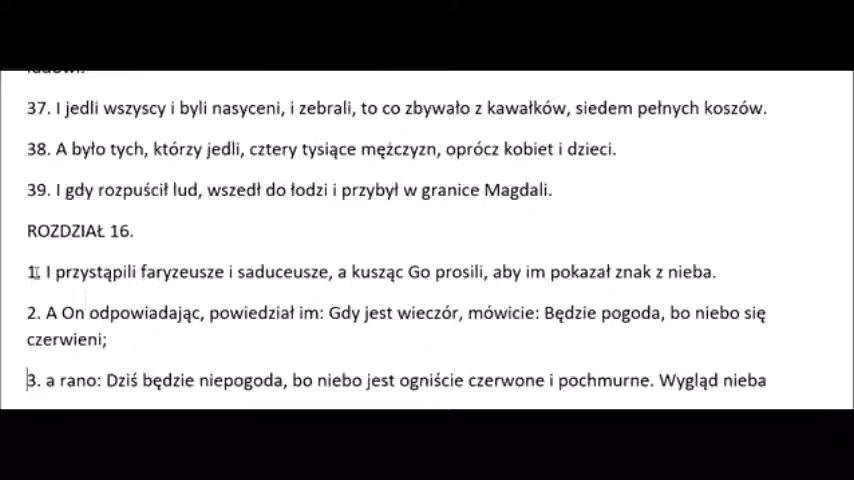 37. I jedli wszyscy i byli nasyceni, i zebrali, to co zbywało z kawałków, siedem pełnych koszów.
38. A było tych, którzy jedli, cztery tysiące mężczyzn, oprócz kobiet i dzieci.
39. I gdy rozpuścił lud, wszedł do łodzi i przybył w granice Magdali.
ROZDZIAŁ 16.
1. I przystąpili faryzeusze i saduceusze, a kusząc Go prosili, aby im pokazał znak z nieba.
2. A On odpowiadając, powiedział im: Gdy jest wieczór, mówicie: Będzie pogoda, bo niebo się
czerwieni;
3. a rano: Dziś będzie niepogoda, bo niebo jest ogniście czerwone i pochmurne. Wygląd nieba